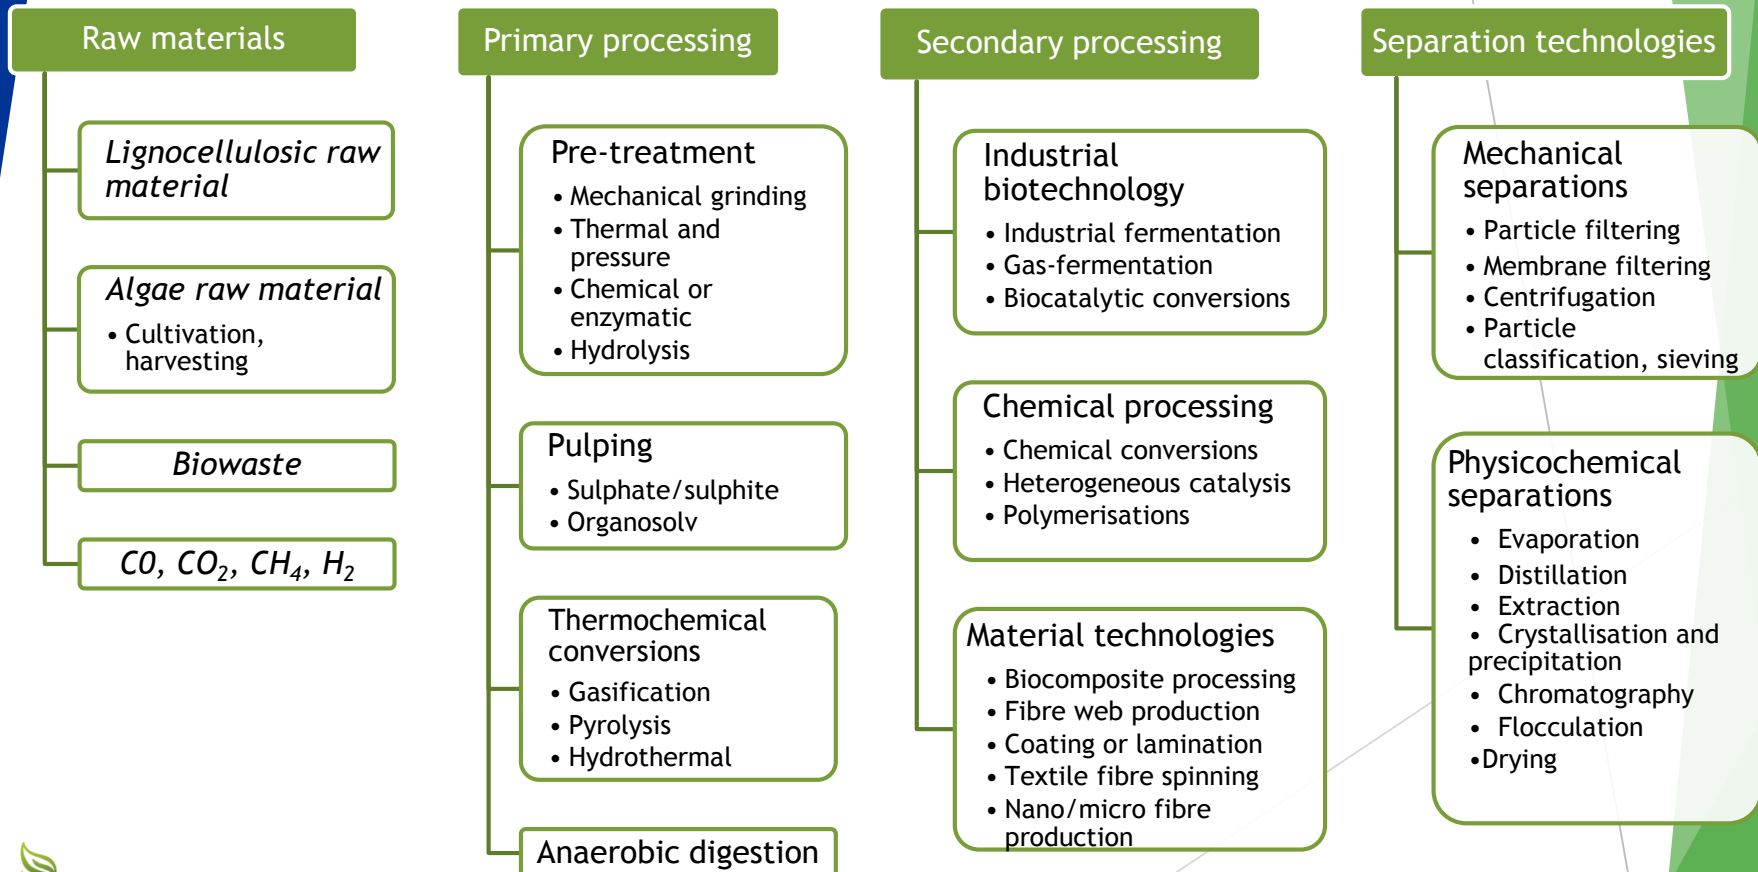 Raw materials
Lignocellulosic raw
material
Algae raw material
• Cultivation,
harvesting
Biowaste
C0, CO₂, CH₄, H₂
Primary processing
Pre-treatment
• Mechanical grinding
• Thermal and
pressure
• Chemical or
enzymatic
• Hydrolysis
Pulping
• Sulphate/sulphite
• Organosolv
Thermochemical
conversions
• Gasification
• Pyrolysis
• Hydrothermal
Anaerobic digestion
Secondary processing
Industrial
biotechnology
• Industrial fermentation
• Gas-fermentation
• Biocatalytic conversions
Chemical processing
• Chemical conversions
• Heterogeneous catalysis
• Polymerisations
Material technologies
• Biocomposite processing
• Fibre web production
• Coating or lamination
• Textile fibre spinning
• Nano/micro fibre
production
Separation technologies
Mechanical
separations
• Particle filtering
• Membrane filtering
• Centrifugation
• Particle
classification, sieving
Physicochemical
separations
• Evaporation
• Distillation
• Extraction
• Crystallisation and
precipitation
• Chromatography
• Flocculation
•Drying